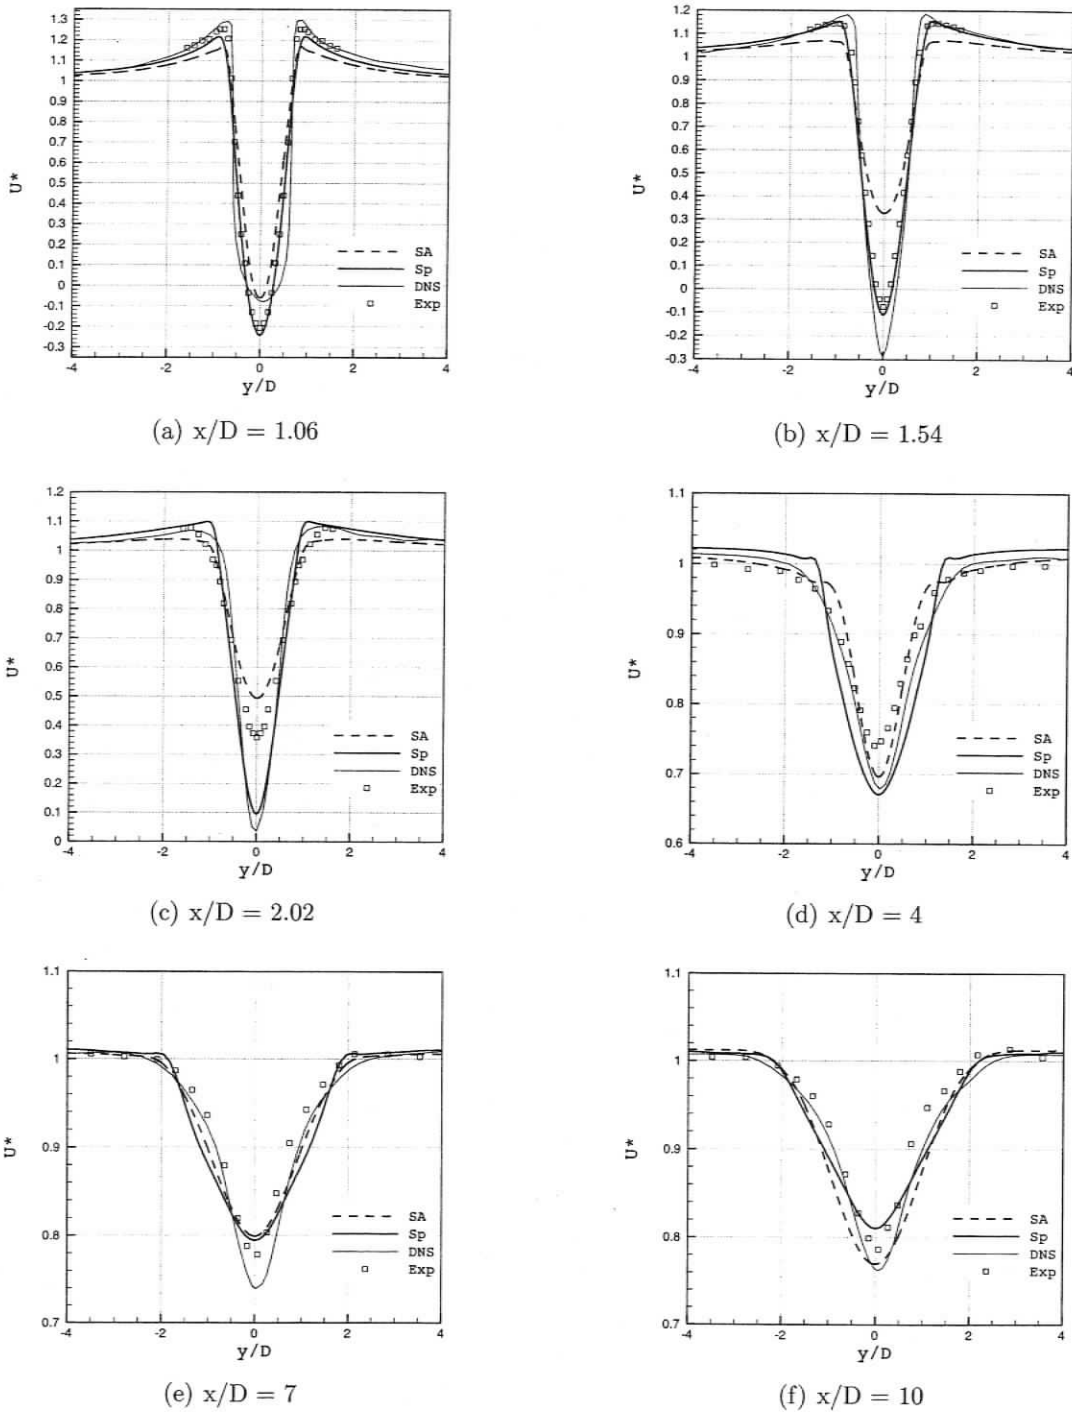 1.3
1.2
1.1
1
0.9
0.8
0.7
0.6
0.5
0.4
0.3
0.2
0.1
0
-0.1
-0.2
-0.3
U*
SA
Sp
DNS
Exp
-4 -2 0 2 4
y/D
(a) x/D = 1.06
1.2
1.1
1
0.9
0.8
0.7
0.6
0.5
0.4
0.3
0.2
0.1
0
-0.1
-0.2
-0.3
U*
SA
Sp
DNS
Exp
-4 -2 0 2 4
y/D
(b) x/D = 1.54
1.2
1.1
1
0.9
0.8
0.7
0.6
0.5
0.4
0.3
0.2
0.1
0
U*
SA
Sp
DNS
Exp
-4 -2 0 2 4
y/D
(c) x/D = 2.02
1.1
1
0.9
0.8
0.7
0.6
U*
SA
Sp
DNS
Exp
-4 -2 0 2 4
y/D
(d) x/D = 4
1.1
1
0.9
0.8
0.7
U*
SA
Sp
DNS
Exp
-4 -2 0 2 4
y/D
(e) x/D = 7
1.1
1
0.9
0.8
0.7
U*
SA
Sp
DNS
Exp
-4 -2 0 2 4
y/D
(f) x/D = 10